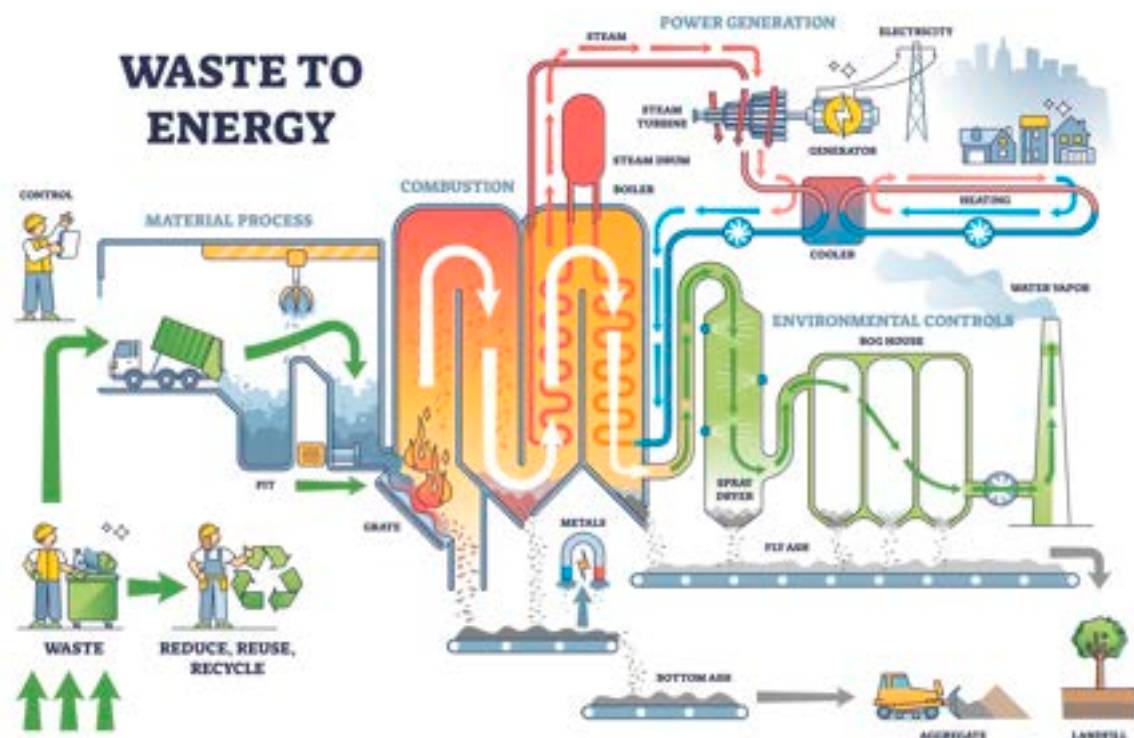 WASTE TO
ENERGY
POWER GENERATION
STEAM
ELECTRICITY
STEAM
TURBINE
GENERATOR
STEAM DRUM
BOILER
COMBUSTION
CONTROL
MATERIAL PROCESS
HEATING
COOLER
WATER VAPOR
ENVIRONMENTAL CONTROLS
BOG HOUSE
PIT
GRATE
SPRAY
DRYER
METALS
FLY ASH
WASTE
REDUCE, REUSE,
RECYCLE
BOTTOM ASH
AGGREGATE
LANDFILL